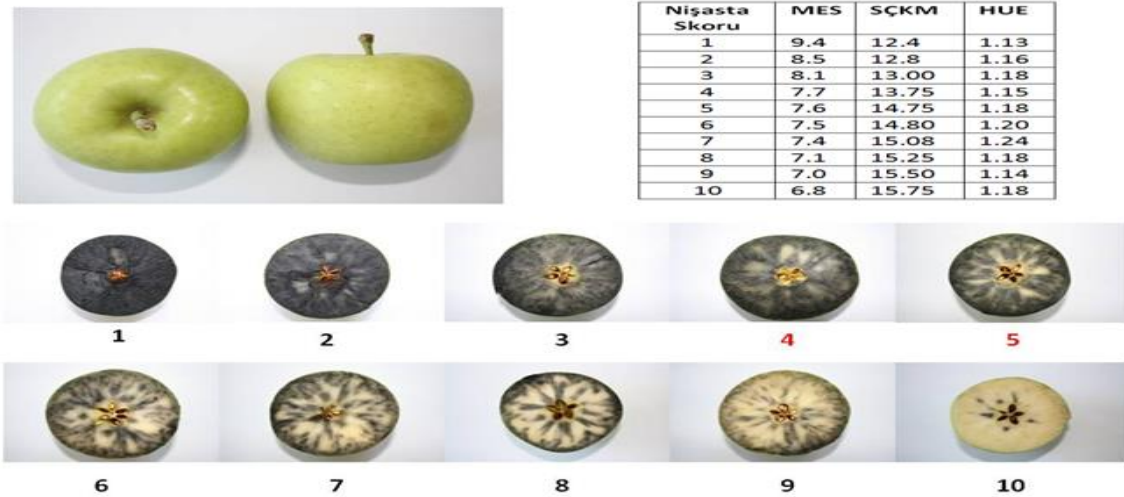 Nişasta Skoru MES SÇKM HUE
1 9.4 12.4 1.13
2 8.5 12.8 1.16
3 8.1 13.00 1.18
4 7.7 13.75 1.15
5 7.6 14.75 1.18
6 7.5 14.80 1.20
7 7.4 15.08 1.24
8 7.1 15.25 1.18
9 7.0 15.50 1.14
10 6.8 15.75 1.18
1 2 3 4 5
6 7 8 9 10